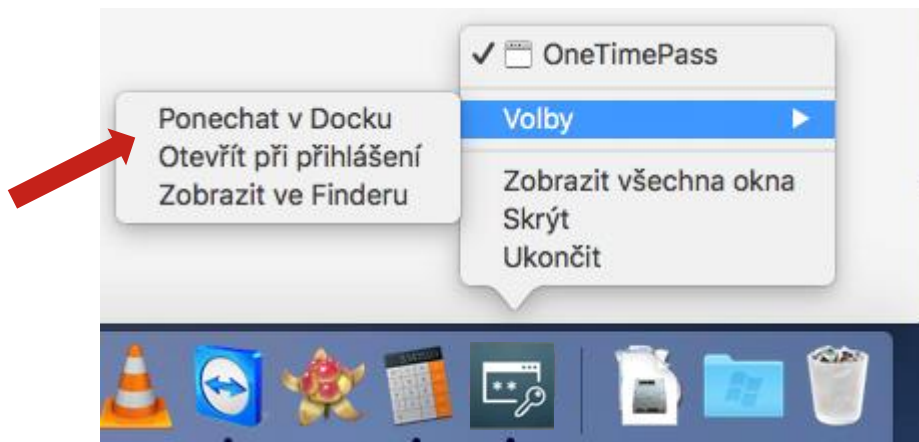 ✓ OneTimePass
Volby
Ponechat v Docku
Otevřít při přihlášení
Zobrazit ve Finderu
Zobrazit všechna okna
Skrýt
Ukončit